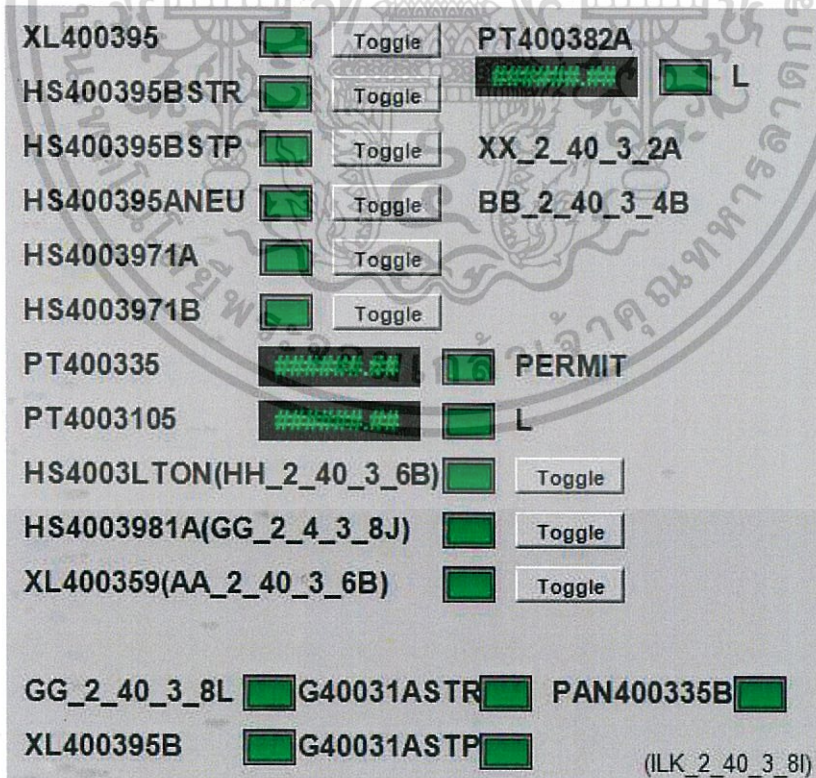 XL400395 Toggle PT400382A
HS400395BSTR Toggle ######.## L
HS400395BSTP Toggle XX_2_40_3_2A
HS400395ANEU Toggle BB_2_40_3_4B
HS4003971A Toggle
HS4003971B Toggle
PT400335 ######.## PERMIT
PT4003105 ######.## L
HS4003LTON(HH_2_40_3_6B) Toggle
HS4003981A(GG_2_4_3_8J) Toggle
XL400359(AA_2_40_3_6B) Toggle
GG_2_40_3_8L G40031ASTR PAN400335B
XL400395B G40031ASTP (ILK_2_40_3_8I)